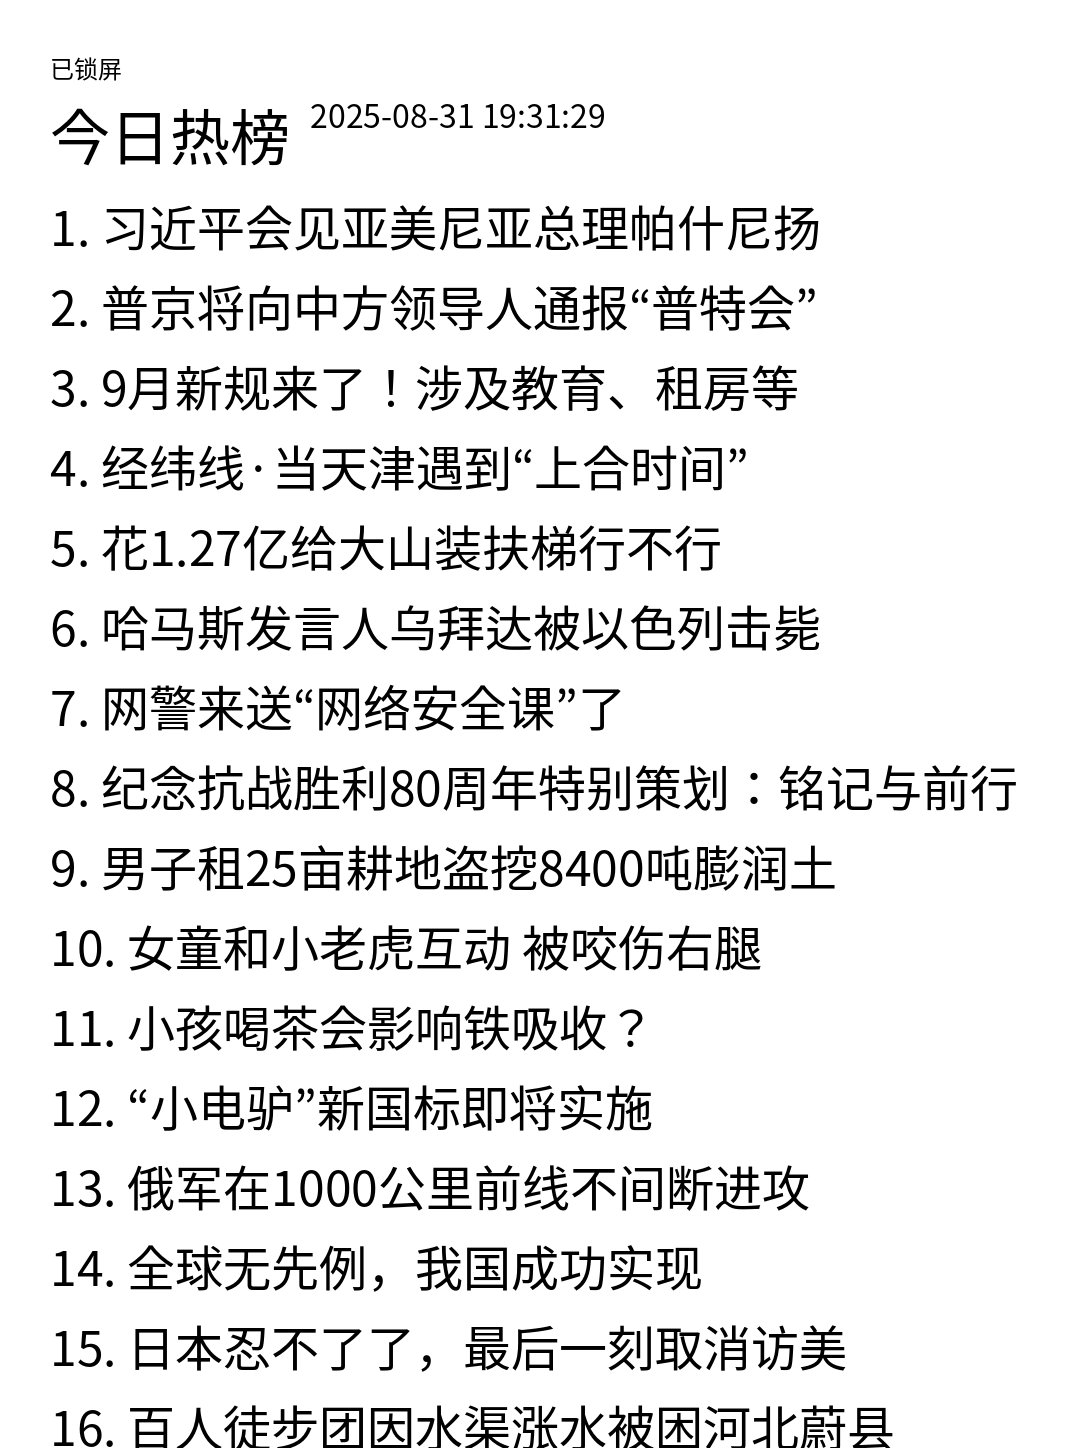 已锁屏
今日热榜 2025-08-31 19:31:29
1. 习近平会见亚美尼亚总理帕什尼扬
2. 普京将向中方领导人通报“普特会”
3. 9月新规来了！涉及教育、租房等
4. 经纬线·当天津遇到“上合时间”
5. 花1.27亿给大山装扶梯行不行
6. 哈马斯发言人乌拜达被以色列击毙
7. 网警来送“网络安全课”了
8. 纪念抗战胜利80周年特别策划：铭记与前行
9. 男子租25亩耕地盗挖8400吨膨润土
10. 女童和小老虎互动 被咬伤右腿
11. 小孩喝茶会影响铁吸收？
12. “小电驴”新国标即将实施
13. 俄军在1000公里前线不间断进攻
14. 全球无先例，我国成功实现
15. 日本忍不了了，最后一刻取消访美
16. 百人徒步团因水渠涨水被困河北蔚县